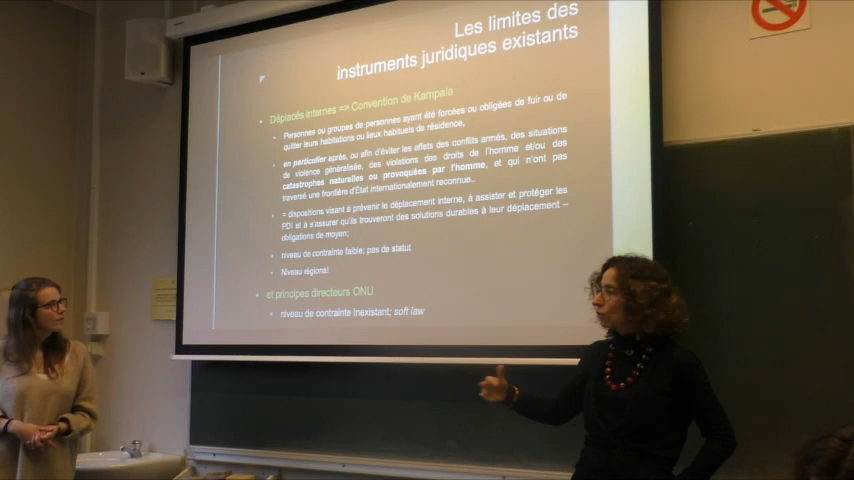 Les limites des
instruments juridiques existants
Déplacés internes => Convention de Kampala
Personnes ou groupes de personnes ayant été forcées ou obligées de fuir ou de
quitter leurs habitations ou lieux habituels de résidence,
en particulier après, ou afin d'éviter les effets des conflits armés, des situations
de violence généralisée, des violations des droits de l'homme et/ou des
catastrophes naturelles ou provoquées par l'homme, et qui n'ont pas
traversé une frontière d'État internationalement reconnue..
= dispositions visant à prévenir le déplacement interne, à assister et protéger les
PDI et à s'assurer qu'ils trouveront des solutions durables à leur déplacement –
obligations de moyen;
niveau de contrainte faible; pas de statut
Niveau régional
et principes directeurs ONU
niveau de contrainte inexistant; soft law